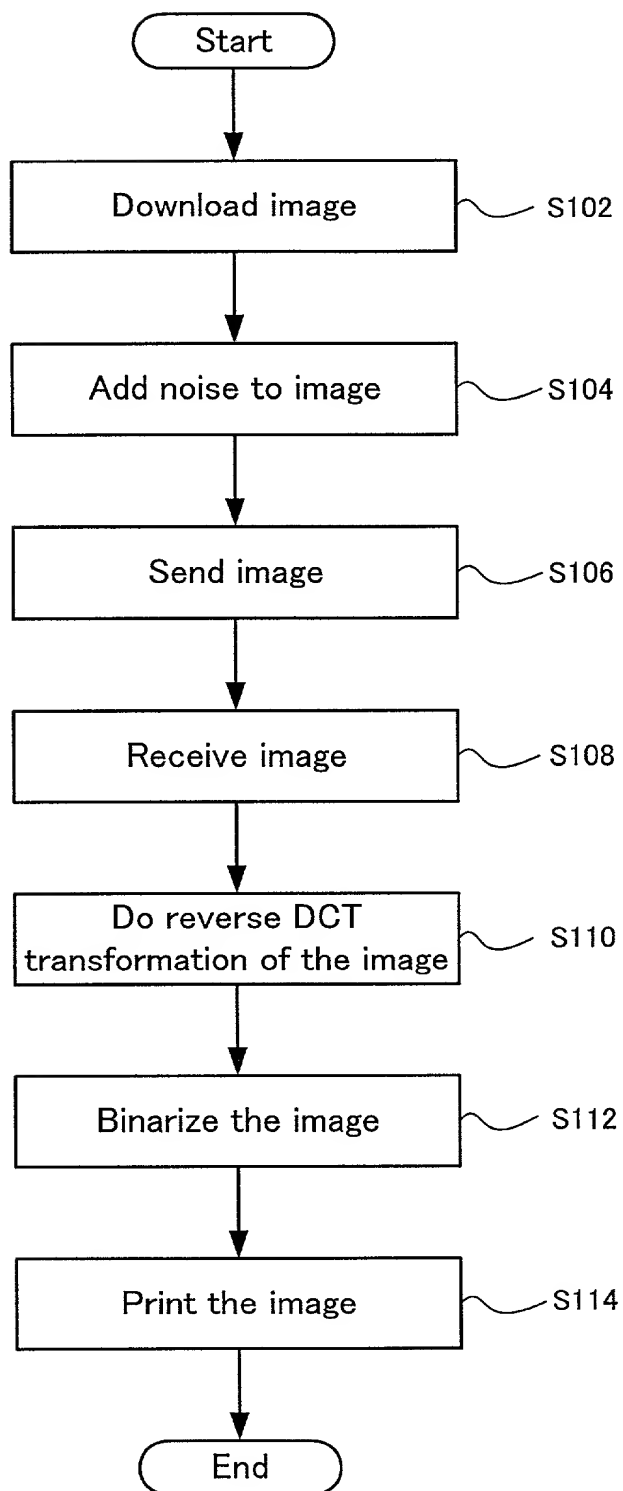 Start
Download image
S102
Add noise to image
S104
Send image
S106
Receive image
S108
Do reverse DCT
transformation of the image
S110
Binarize the image
S112
Print the image
S114
End